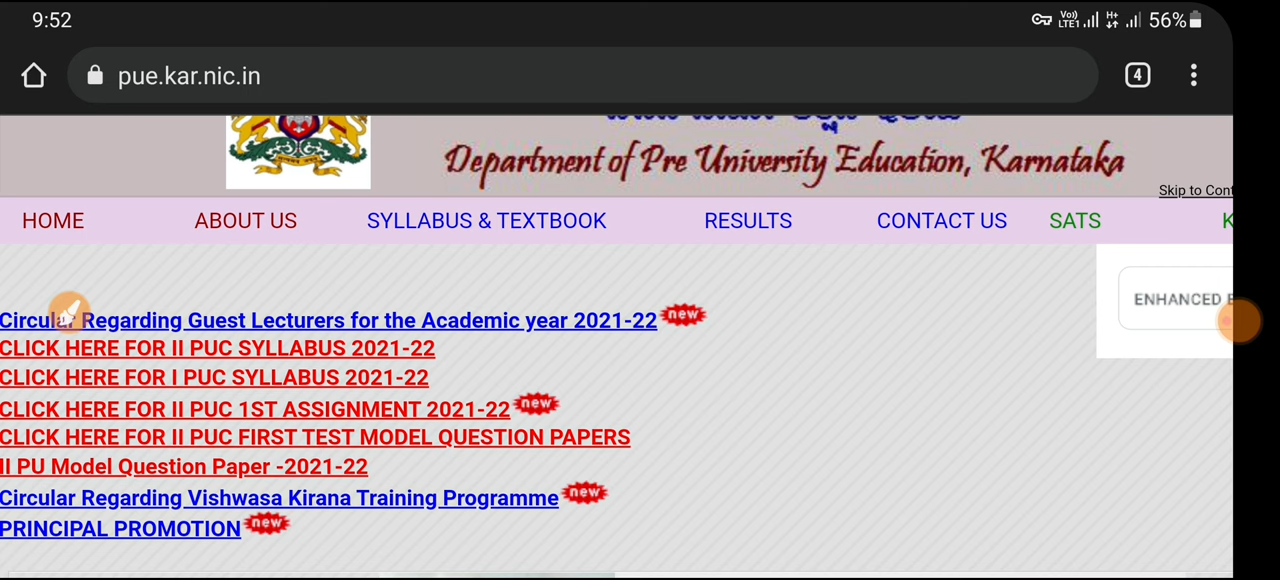 9:52
Vo)) LTE1 H+ 56%
pue.kar.nic.in
4
Department of Pre University Education, Karnataka
Skip to Cont
HOME ABOUT US SYLLABUS & TEXTBOOK RESULTS CONTACT US SATS K
ENHANCED E
Circular Regarding Guest Lecturers for the Academic year 2021-22 new
CLICK HERE FOR II PUC SYLLABUS 2021-22
CLICK HERE FOR I PUC SYLLABUS 2021-22
CLICK HERE FOR II PUC 1ST ASSIGNMENT 2021-22 new
CLICK HERE FOR II PUC FIRST TEST MODEL QUESTION PAPERS
II PU Model Question Paper -2021-22
Circular Regarding Vishwasa Kirana Training Programme new
PRINCIPAL PROMOTION new